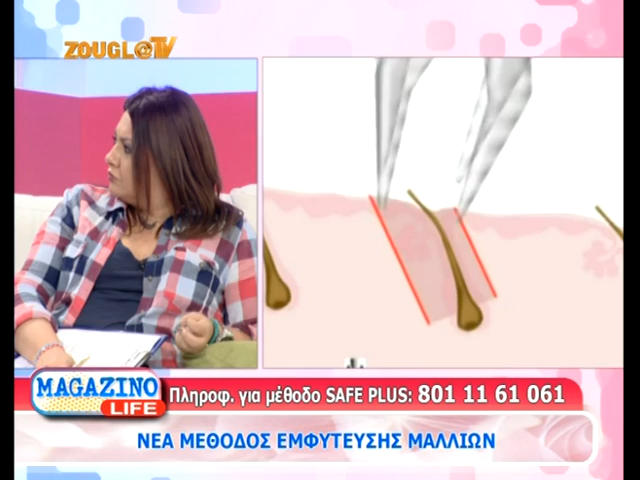 ZOUGL@TV
MAGAZINO
LIFE
Πληροφ. για μέθοδο SAFE PLUS: 801 11 61 061
ΝΕΑ ΜΕΘΟΔΟΣ ΕΜΦΥΤΕΥΣΗΣ ΜΑΛΛΙΩΝ